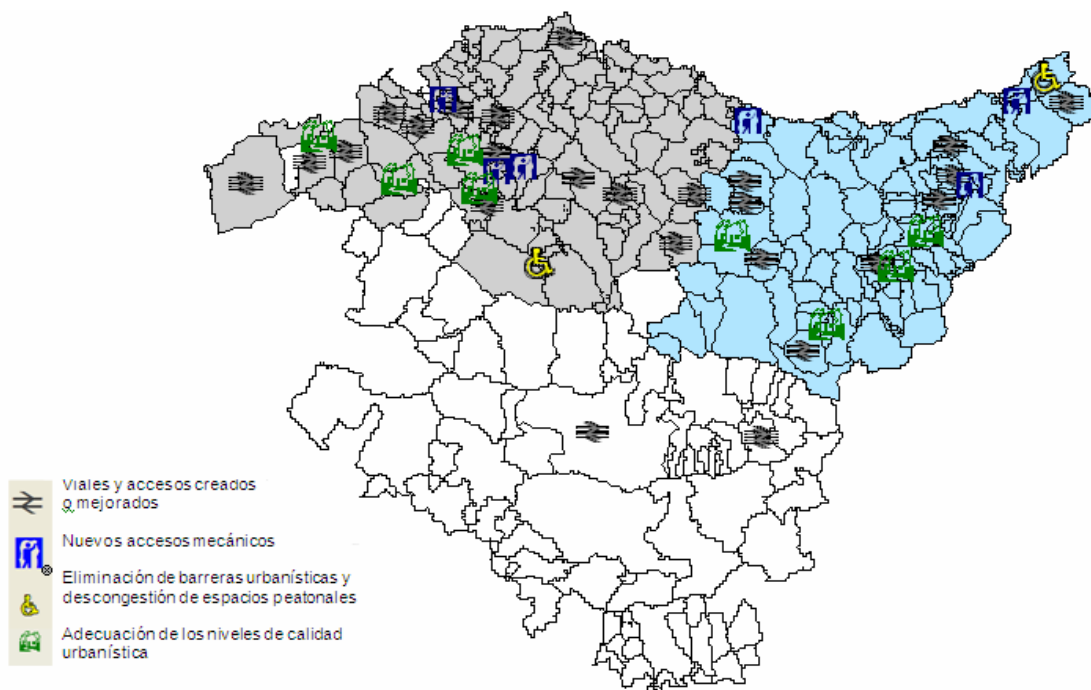 Viales y accesos creados
o mejorados
Nuevos accesos mecánicos
Eliminación de barreras urbanísticas y
descongestión de espacios peatonales
Adecuación de los niveles de calidad
urbanística